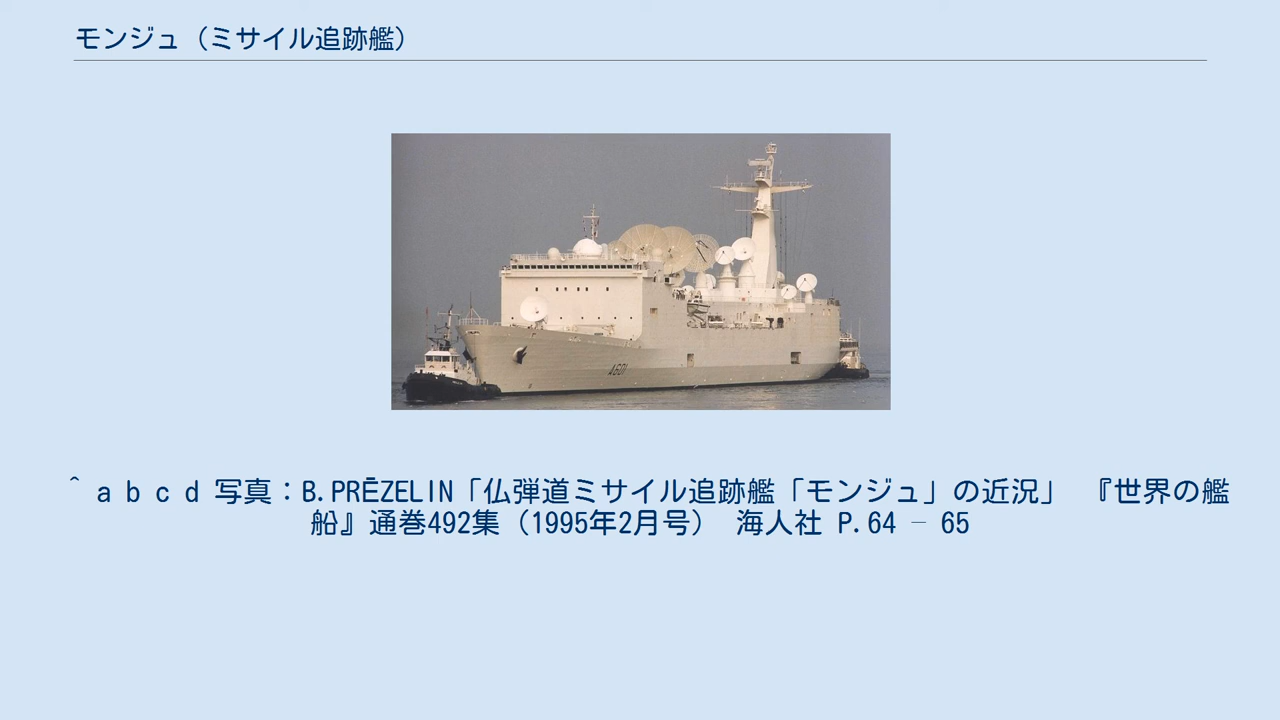 モンジュ（ミサイル追跡艦）
A601
^ a b c d 写真：B.PRĒZELIN「仏弾道ミサイル追跡艦「モンジュ」の近況」　『世界の艦
船』通巻492集（1995年2月号）　海人社 P.64 – 65